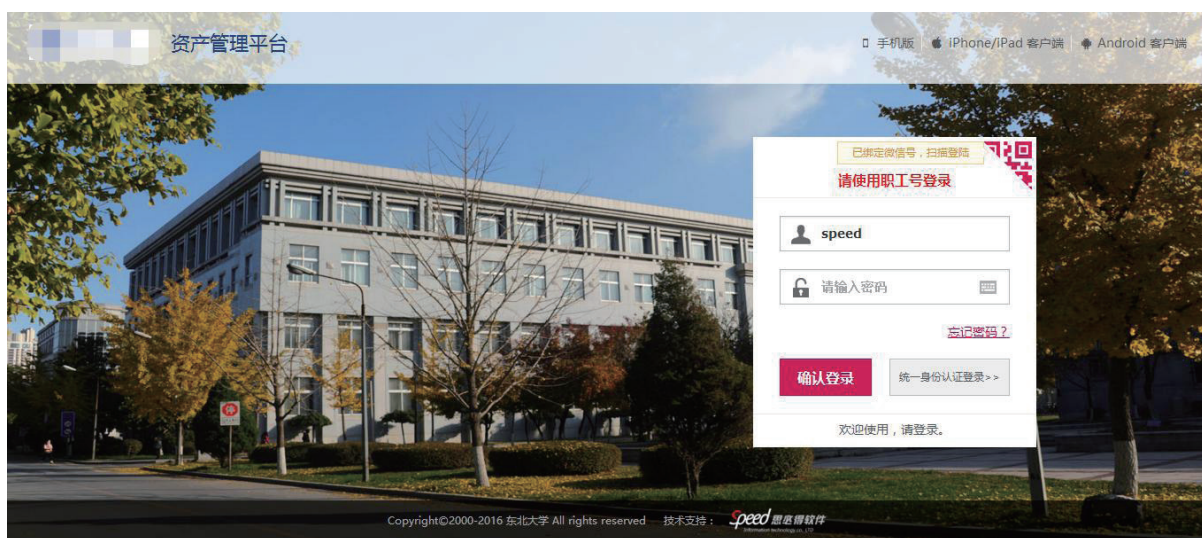 资产管理平台
手机版 iPhone/iPad 客户端 Android 客户端
已绑定微信号，扫描登陆
请使用职工号登录
speed
请输入密码
忘记密码？
确认登录 统一身份认证登录>>
欢迎使用，请登录。
停
Copyright©2000-2016 东北大学 All rights reserved 技术支持： Speed 思必得软件